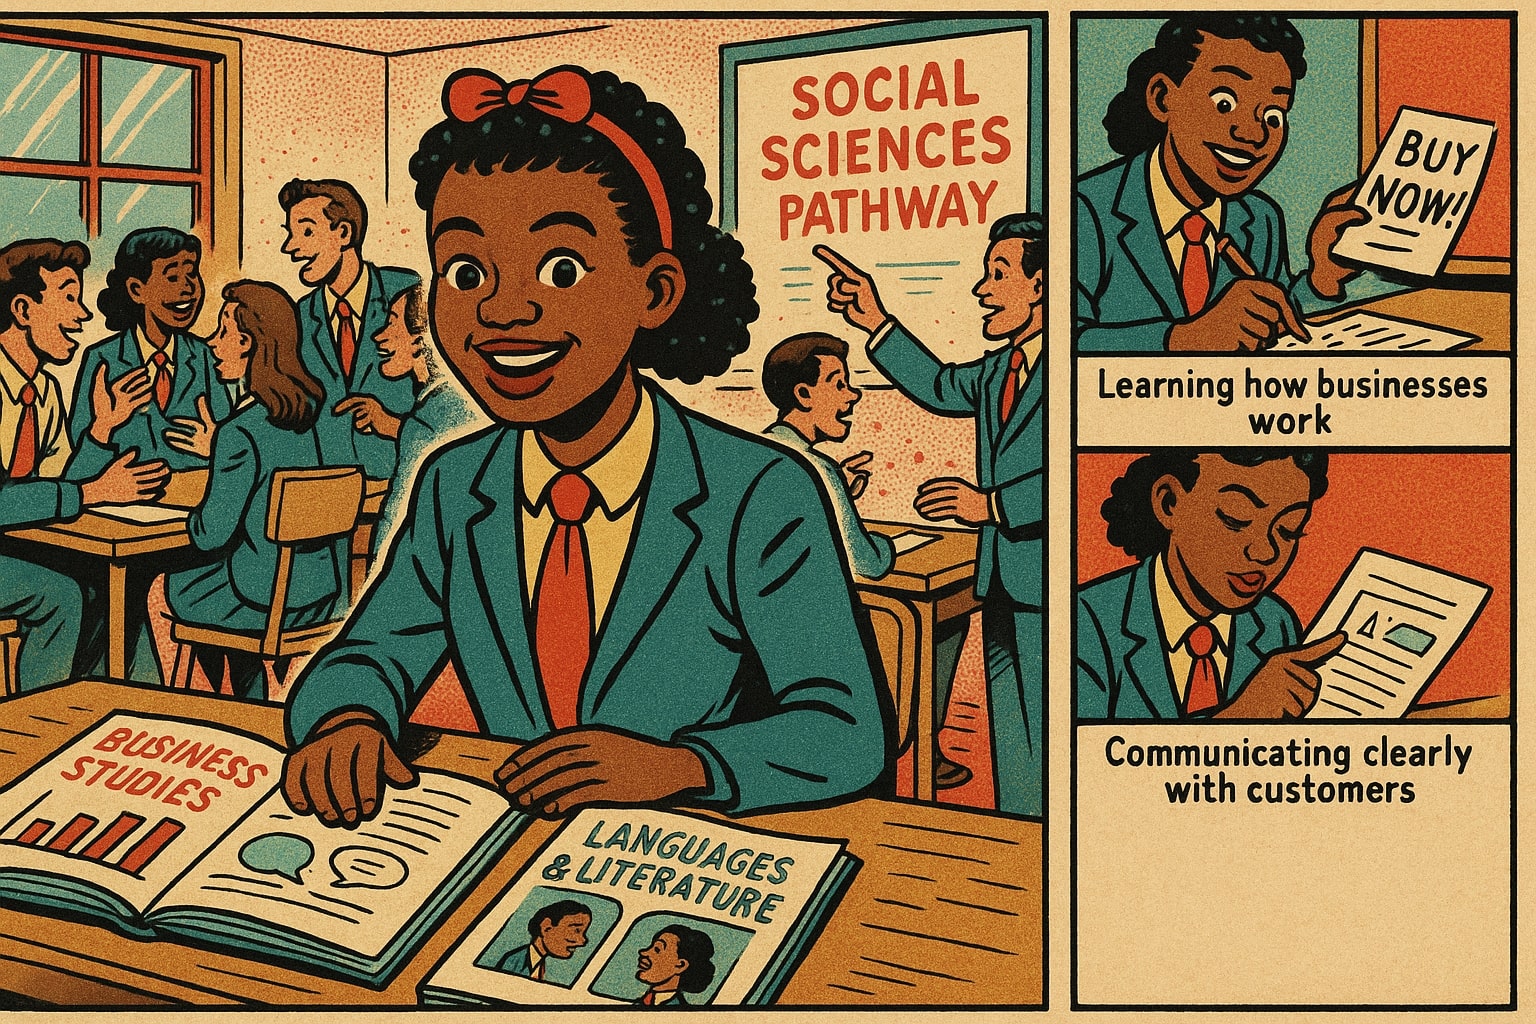 SOCIAL
SCIENCES
PATHWAY
BUSINESS
STUDIES
LANGUAGES
& LITERATURE
BUY
NOW!
Learning how businesses
work
Communicating clearly
with customers